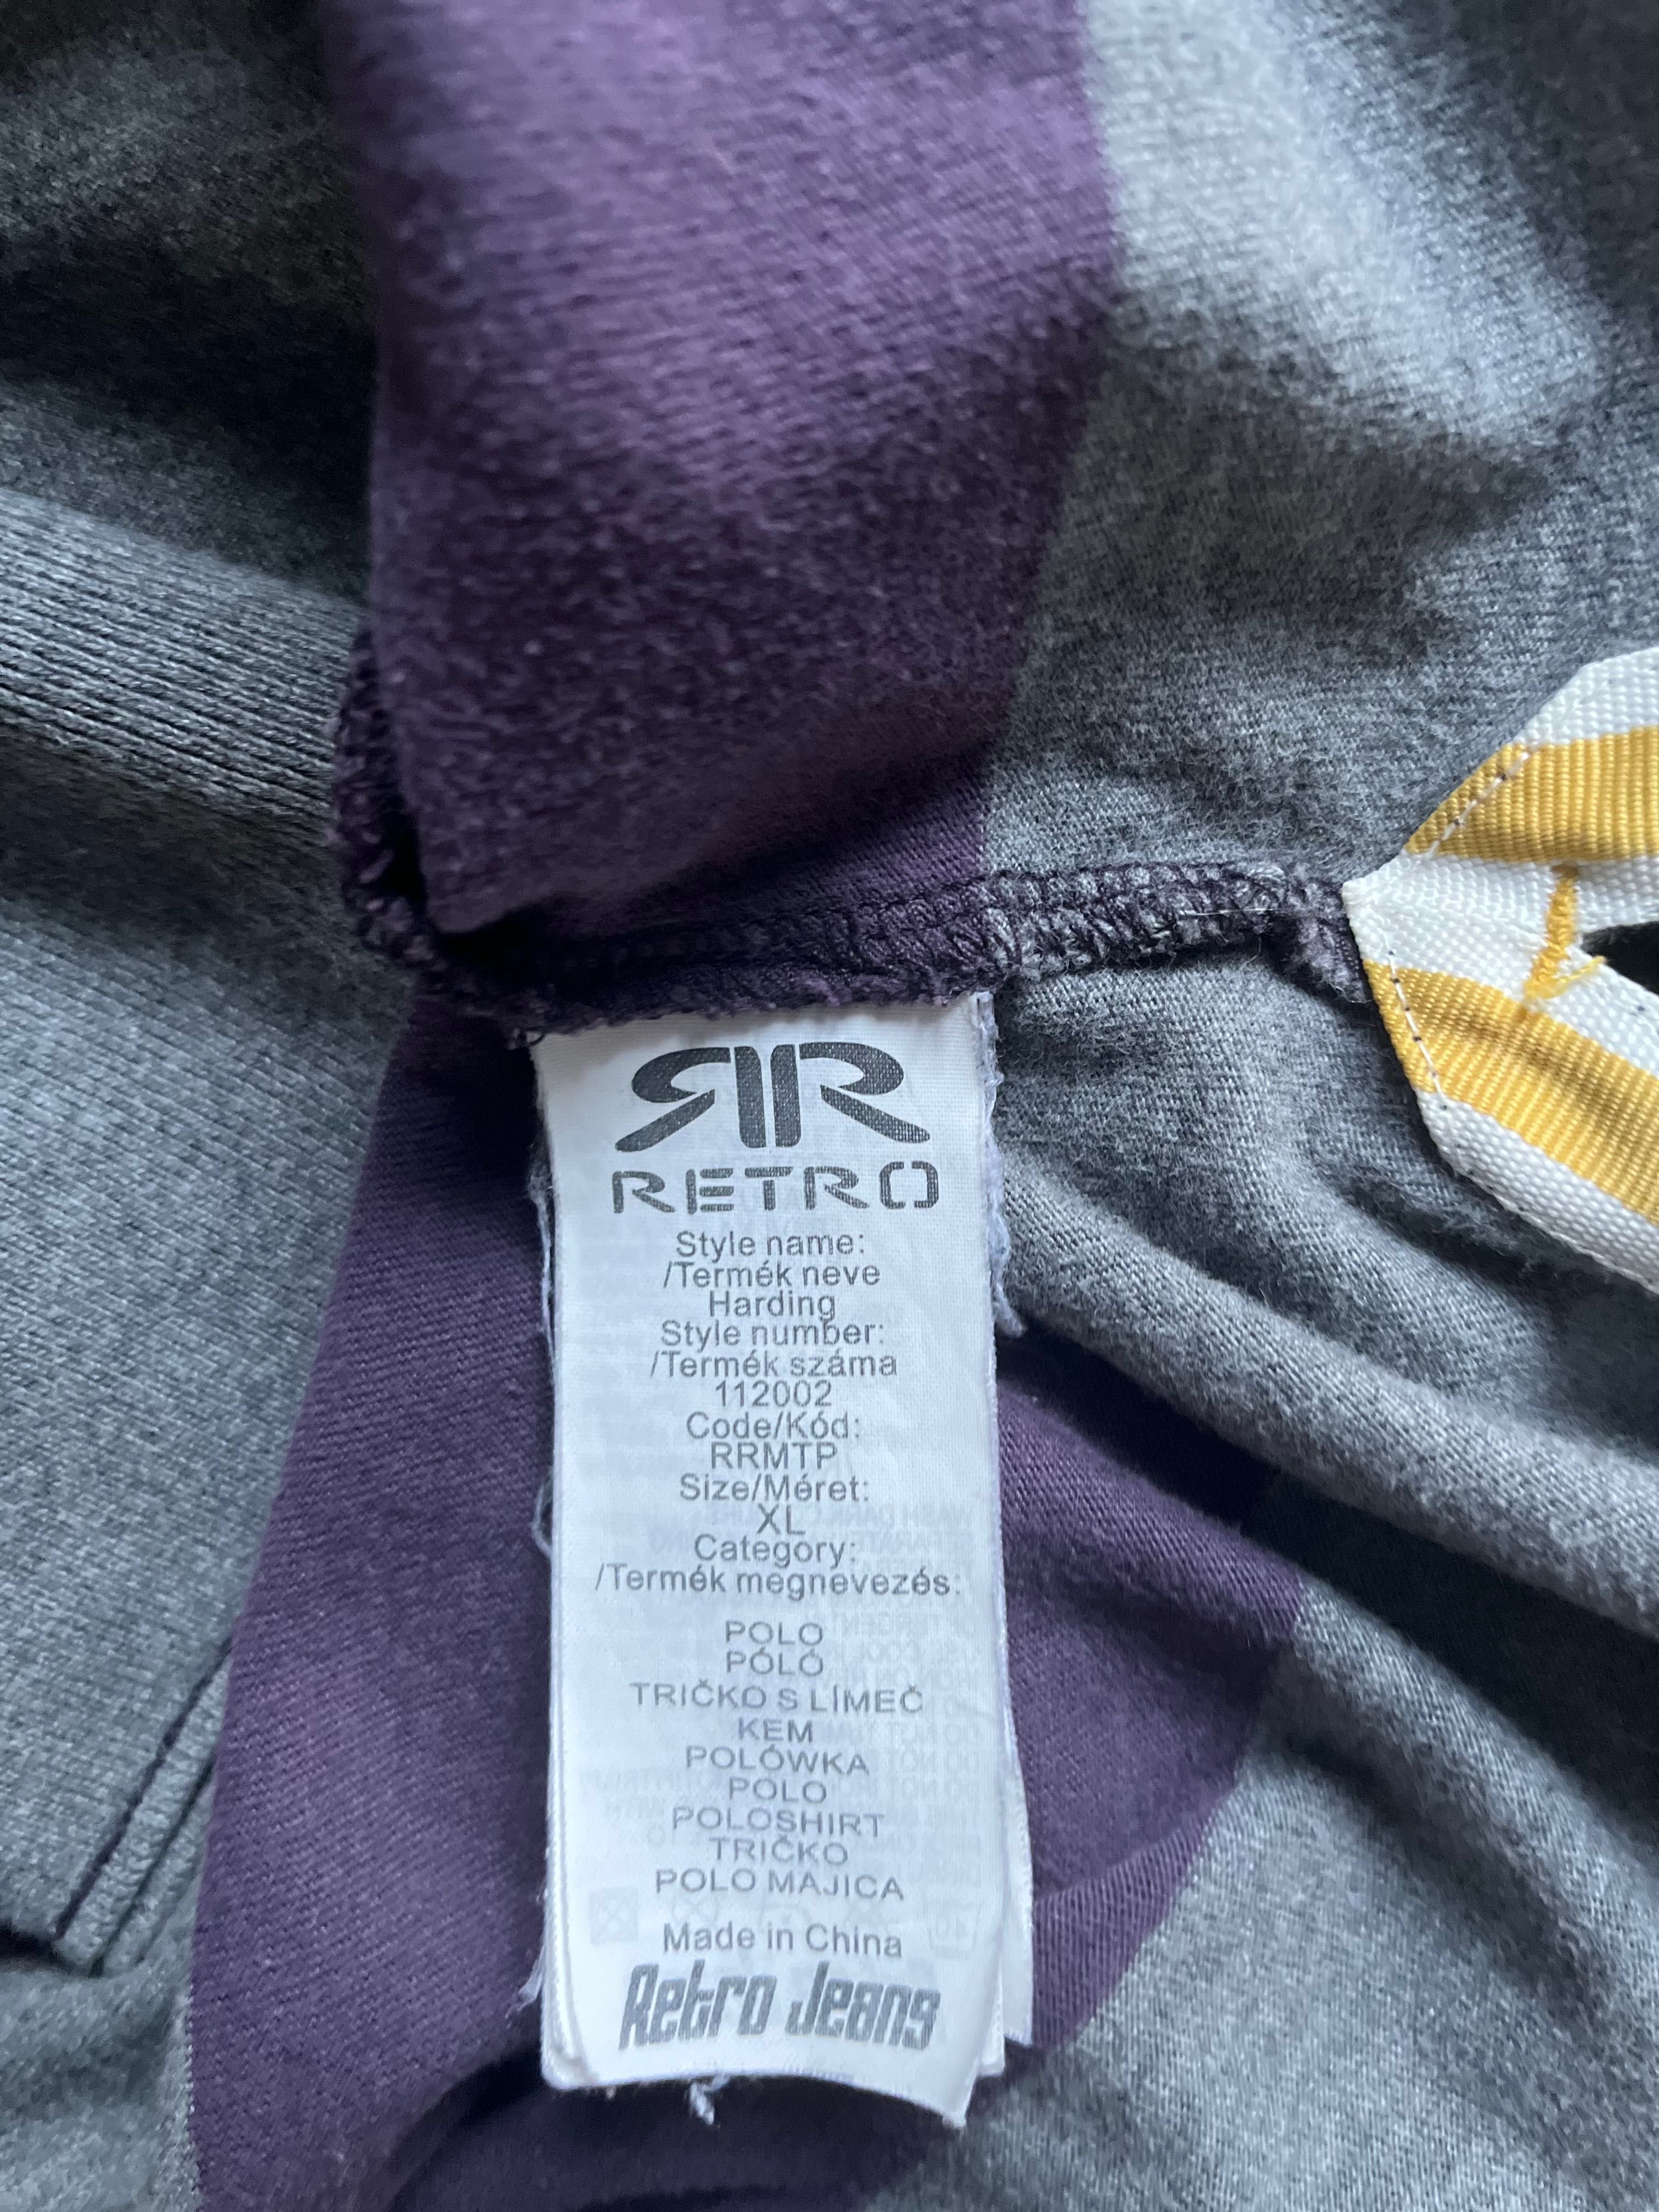 RETRO
Style name:
/Termék neve
Harding
Style number:
/Termék száma
112002
Code/Kód:
RRMTP
Size/Méret:
XL
Category:
/Termék megnevezés:
POLO
PÓLÓ
TRIČKO S LÍMEČ
KEM
POLÓWKA
POLO
POLOSHIRT
TRIČKO
POLO MAJICA
Made in China
Retro Jeans